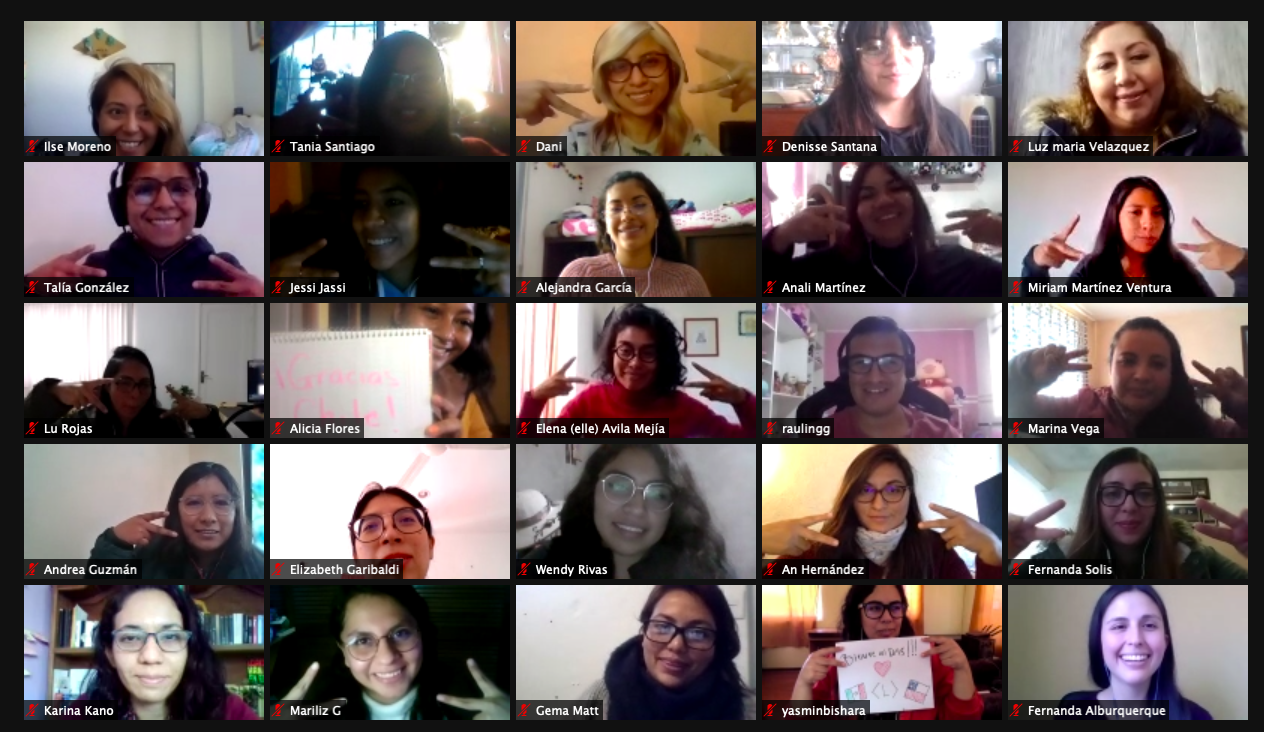 Ilse Moreno
Tania Santiago
Dani
Denisse Santana
Luz maria Velazquez
Talía González
Jessi Jassi
Alejandra García
Anali Martínez
Miriam Martínez Ventura
Lu Rojas
¡Gracias
Chile!
Alicia Flores
Elena (elle) Avila Mejía
raulingg
Marina Vega
Andrea Guzmán
Elizabeth Garibaldi
Wendy Rivas
An Hernández
Fernanda Solis
Karina Kano
Mariliz G
Gema Matt
<L>
yasminbishara
Fernanda Alburquerque